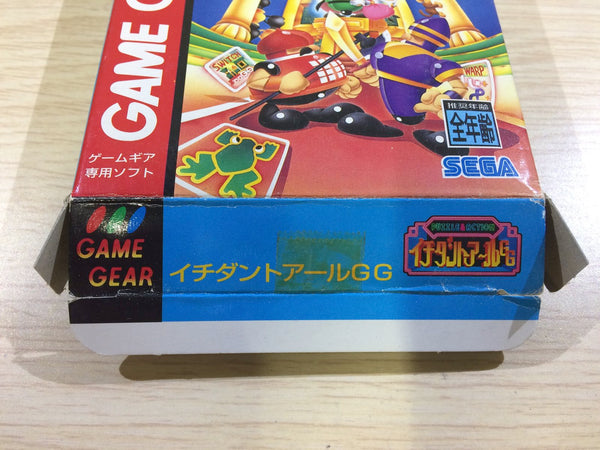 GAME G
ゲームギア
専用ソフト
SWITCH
WARP
推奨年齢
全年齢
SEGA
GAME
GEAR
イチダントアールGG
PUZZLE&ACTION
イチダントアールGG